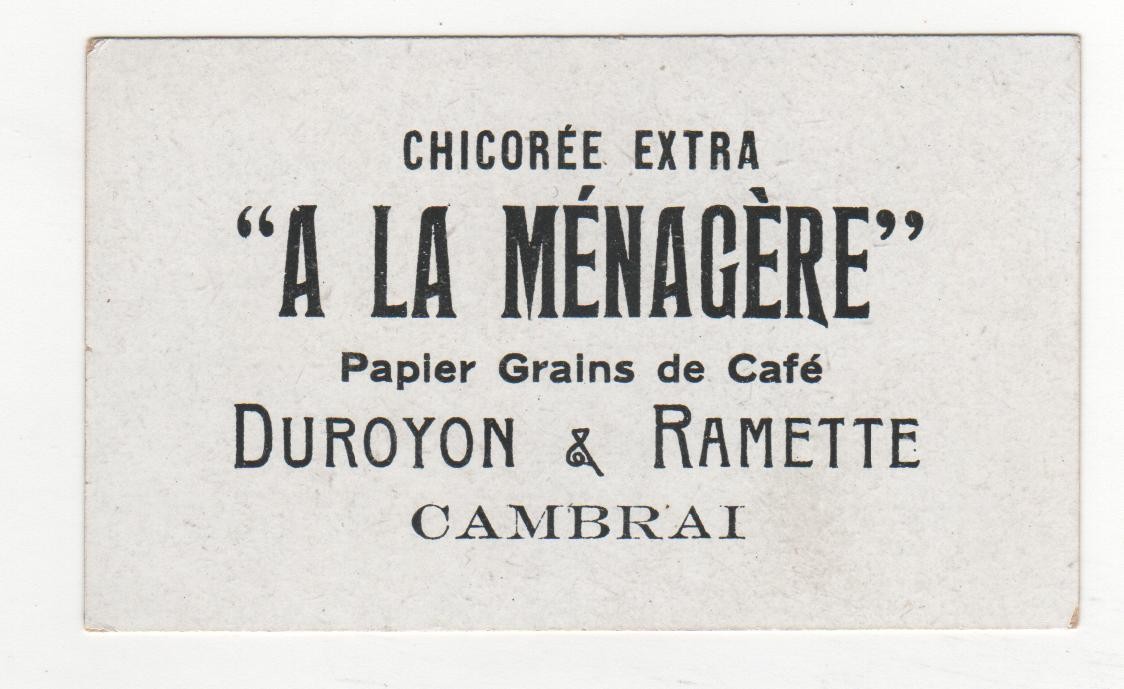 CHICORÉE EXTRA
“A LA MÉNAGÈRE”
Papier Grains de Café
DUROYON & RAMETTE
CAMBRAI